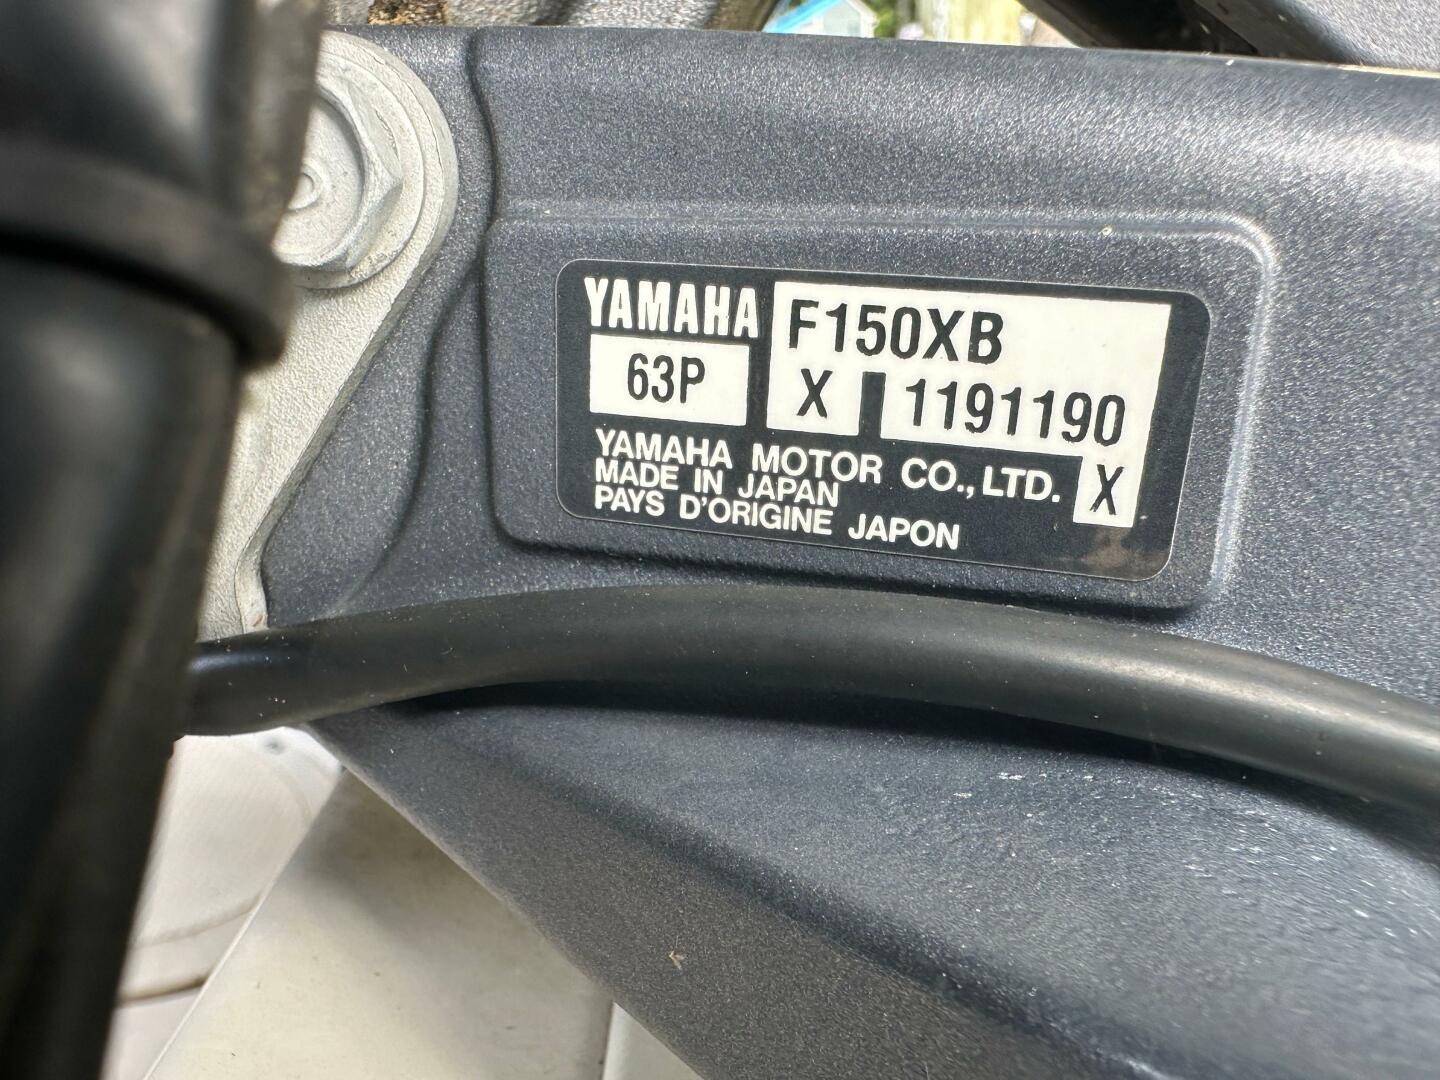 YAMAHA
F150XB
63P
X 1191190
YAMAHA MOTOR CO., LTD.
X
MADE IN JAPAN
PAYS D'ORIGINE JAPON